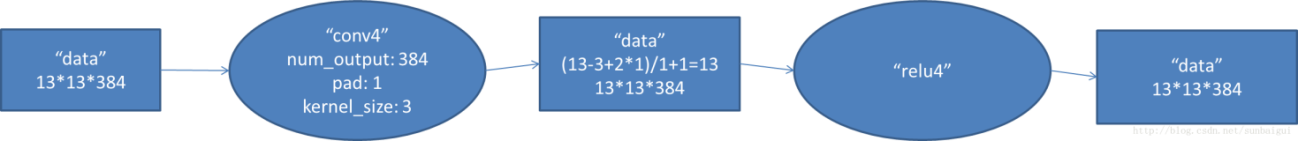 “data”
13*13*384
“conv4”
num_output: 384
pad: 1
kernel_size: 3
“data”
(13-3+2*1)/1+1=13
13*13*384
“relu4”
“data”
13*13*384
http://blog.csdn.net/sunbaigui